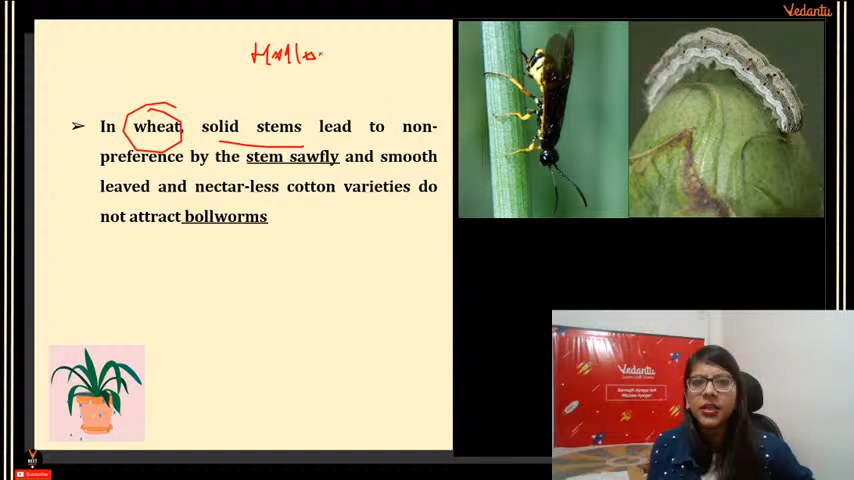 Vedantu
In wheat, solid stems lead to non-
preference by the stem sawfly and smooth
leaved and nectar-less cotton varieties do
not attract bollworms
Vedantu